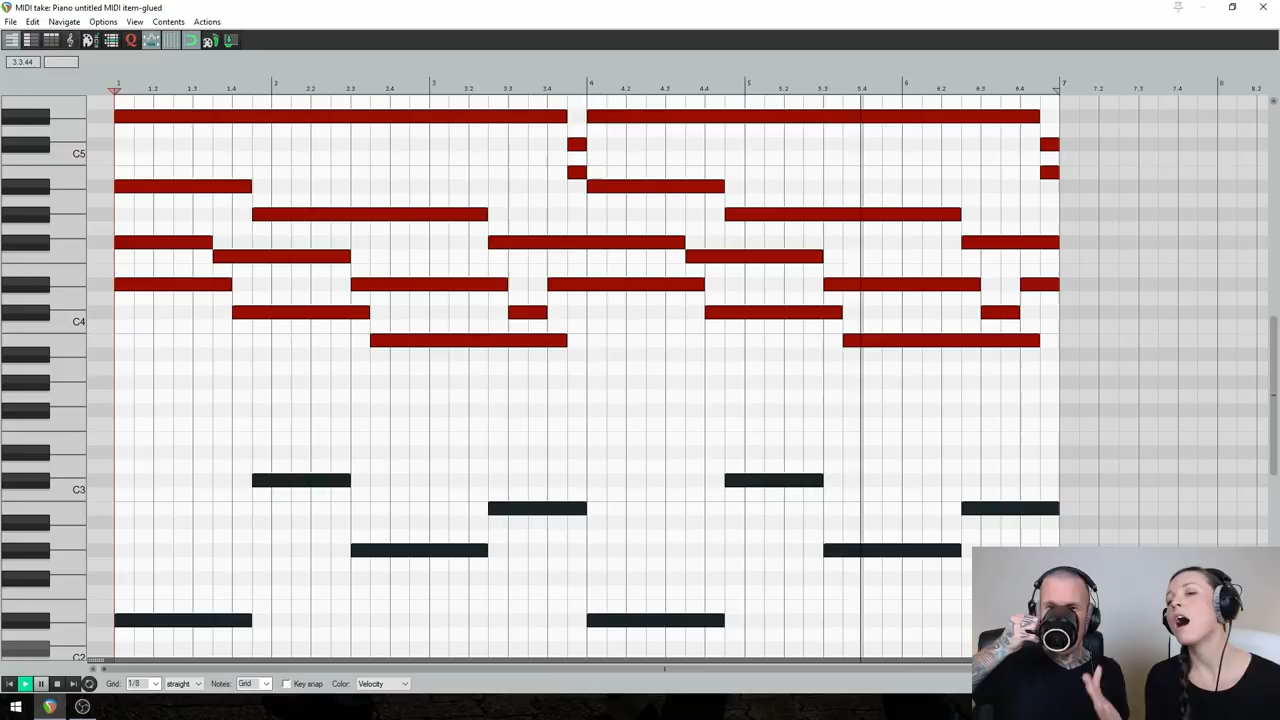 MIDI take: Piano untitled MIDI item-glued
File Edit Navigate Options View Contents Actions
Q
3.3.44
1 2 3 4 5 6 7 8
1.2 1.3 1.4 2.2 2.3 2.4 3.2 3.3 3.4 4.2 4.3 4.4 5.2 5.3 5.4 6.2 6.3 6.4 7.2 7.3 7.4 8.2
C5
C4
C3
C2
Grid: 1/8 straight Notes: Grid Key snap Color: Velocity